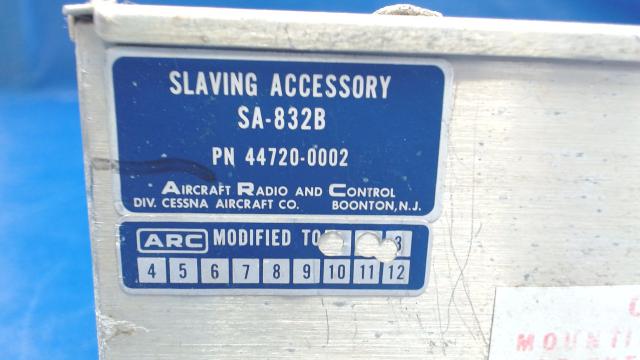 SLAVING ACCESSORY
SA-832B
PN 44720-0002
AIRCRAFT RADIO AND CONTROL
DIV. CESSNA AIRCRAFT CO. BOONTON, N.J.
ARC MODIFIED TO 3
4 5 6 7 8 9 10 11 12